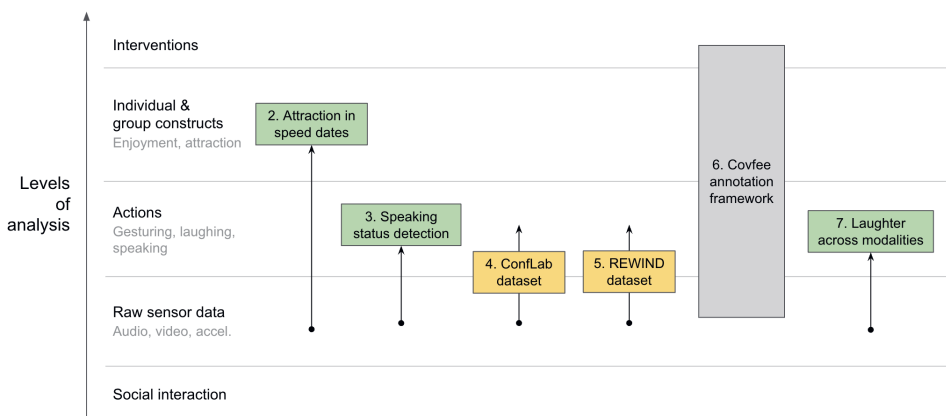 Interventions
Individual &
group constructs
Enjoyment, attraction
2. Attraction in
speed dates
6. Covfee
annotation
framework
Levels
of
analysis
Actions
Gesturing, laughing,
speaking
3. Speaking
status detection
7. Laughter
across modalities
4. ConfLab
dataset
5. REWIND
dataset
Raw sensor data
Audio, video, accel.
Social interaction